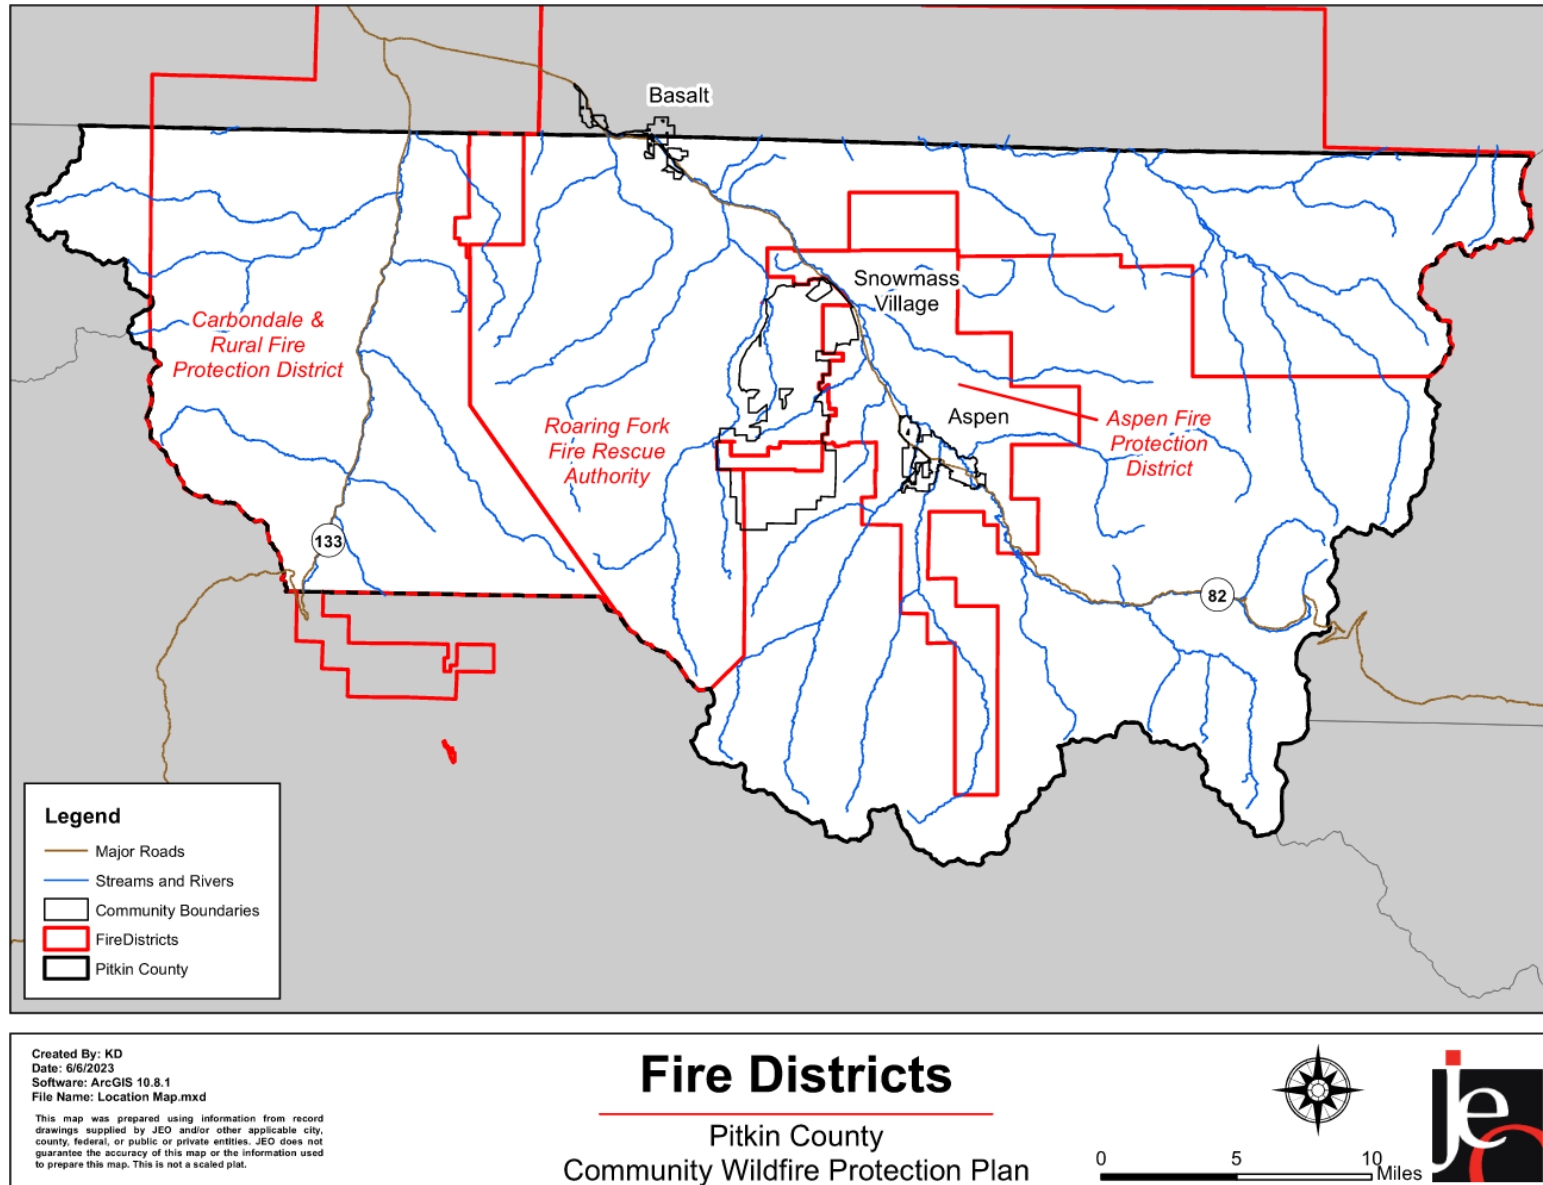 Basalt
Snowmass
Village
Carbondale &
Rural Fire
Protection District
Roaring Fork
Fire Rescue
Authority
Aspen
Aspen Fire
Protection
District
133
82
Legend
Major Roads
Streams and Rivers
Community Boundaries
FireDistricts
Pitkin County
Created By: KD
Date: 6/6/2023
Software: ArcGIS 10.8.1
File Name: Location Map.mxd
This map was prepared using information from record
drawings supplied by JEO and/or other applicable city,
county, federal, or public or private entities. JEO does not
guarantee the accuracy of this map or the information used
to prepare this map. This is not a scaled plat.
Fire Districts
Pitkin County
Community Wildfire Protection Plan
0 5 10
Miles
jeo